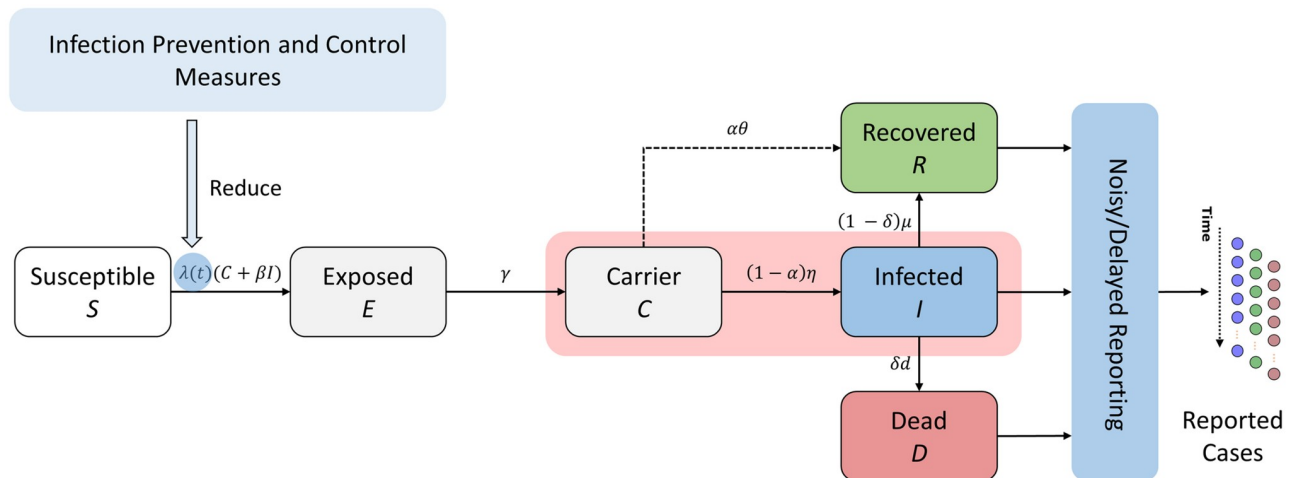 Infection Prevention and Control
Measures
Reduce
Susceptible
S
λ(t)(C + βI)
Exposed
E
γ
Carrier
C
(1 − α)η
αθ
Recovered
R
(1 − δ)μ
Infected
I
δd
Dead
D
Noisy/Delayed Reporting
Time
Reported
Cases